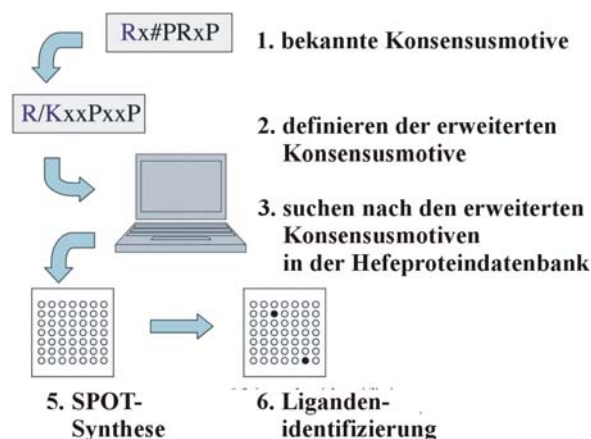 Rx#PRxP
1. bekannte Konsensusmotive
R/KxxPxxP
2. definieren der erweiterten
Konsensusmotive
3. suchen nach den erweiterten
Konsensusmotiven
in der Hefeproteindatenbank
5. SPOT-
Synthese
6. Liganden-
identifizierung